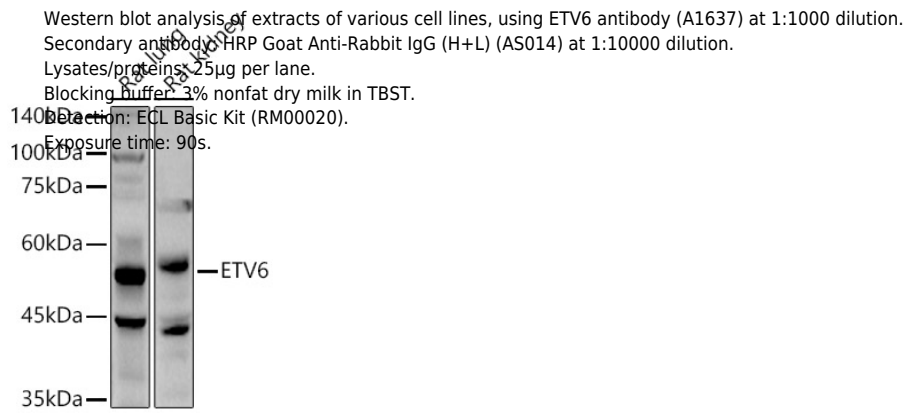 Western blot analysis of extracts of various cell lines, using ETV6 antibody (A1637) at 1:1000 dilution.
Secondary antibody: HRP Goat Anti-Rabbit IgG (H+L) (AS014) at 1:10000 dilution.
Lysates/proteins: 25μg per lane.
Blocking buffer: 3% nonfat dry milk in TBST.
Detection: ECL Basic Kit (RM00020).
Exposure time: 90s.
Rat lung
Rat kidney
140kDa
100kDa
75kDa
60kDa
ETV6
45kDa
35kDa